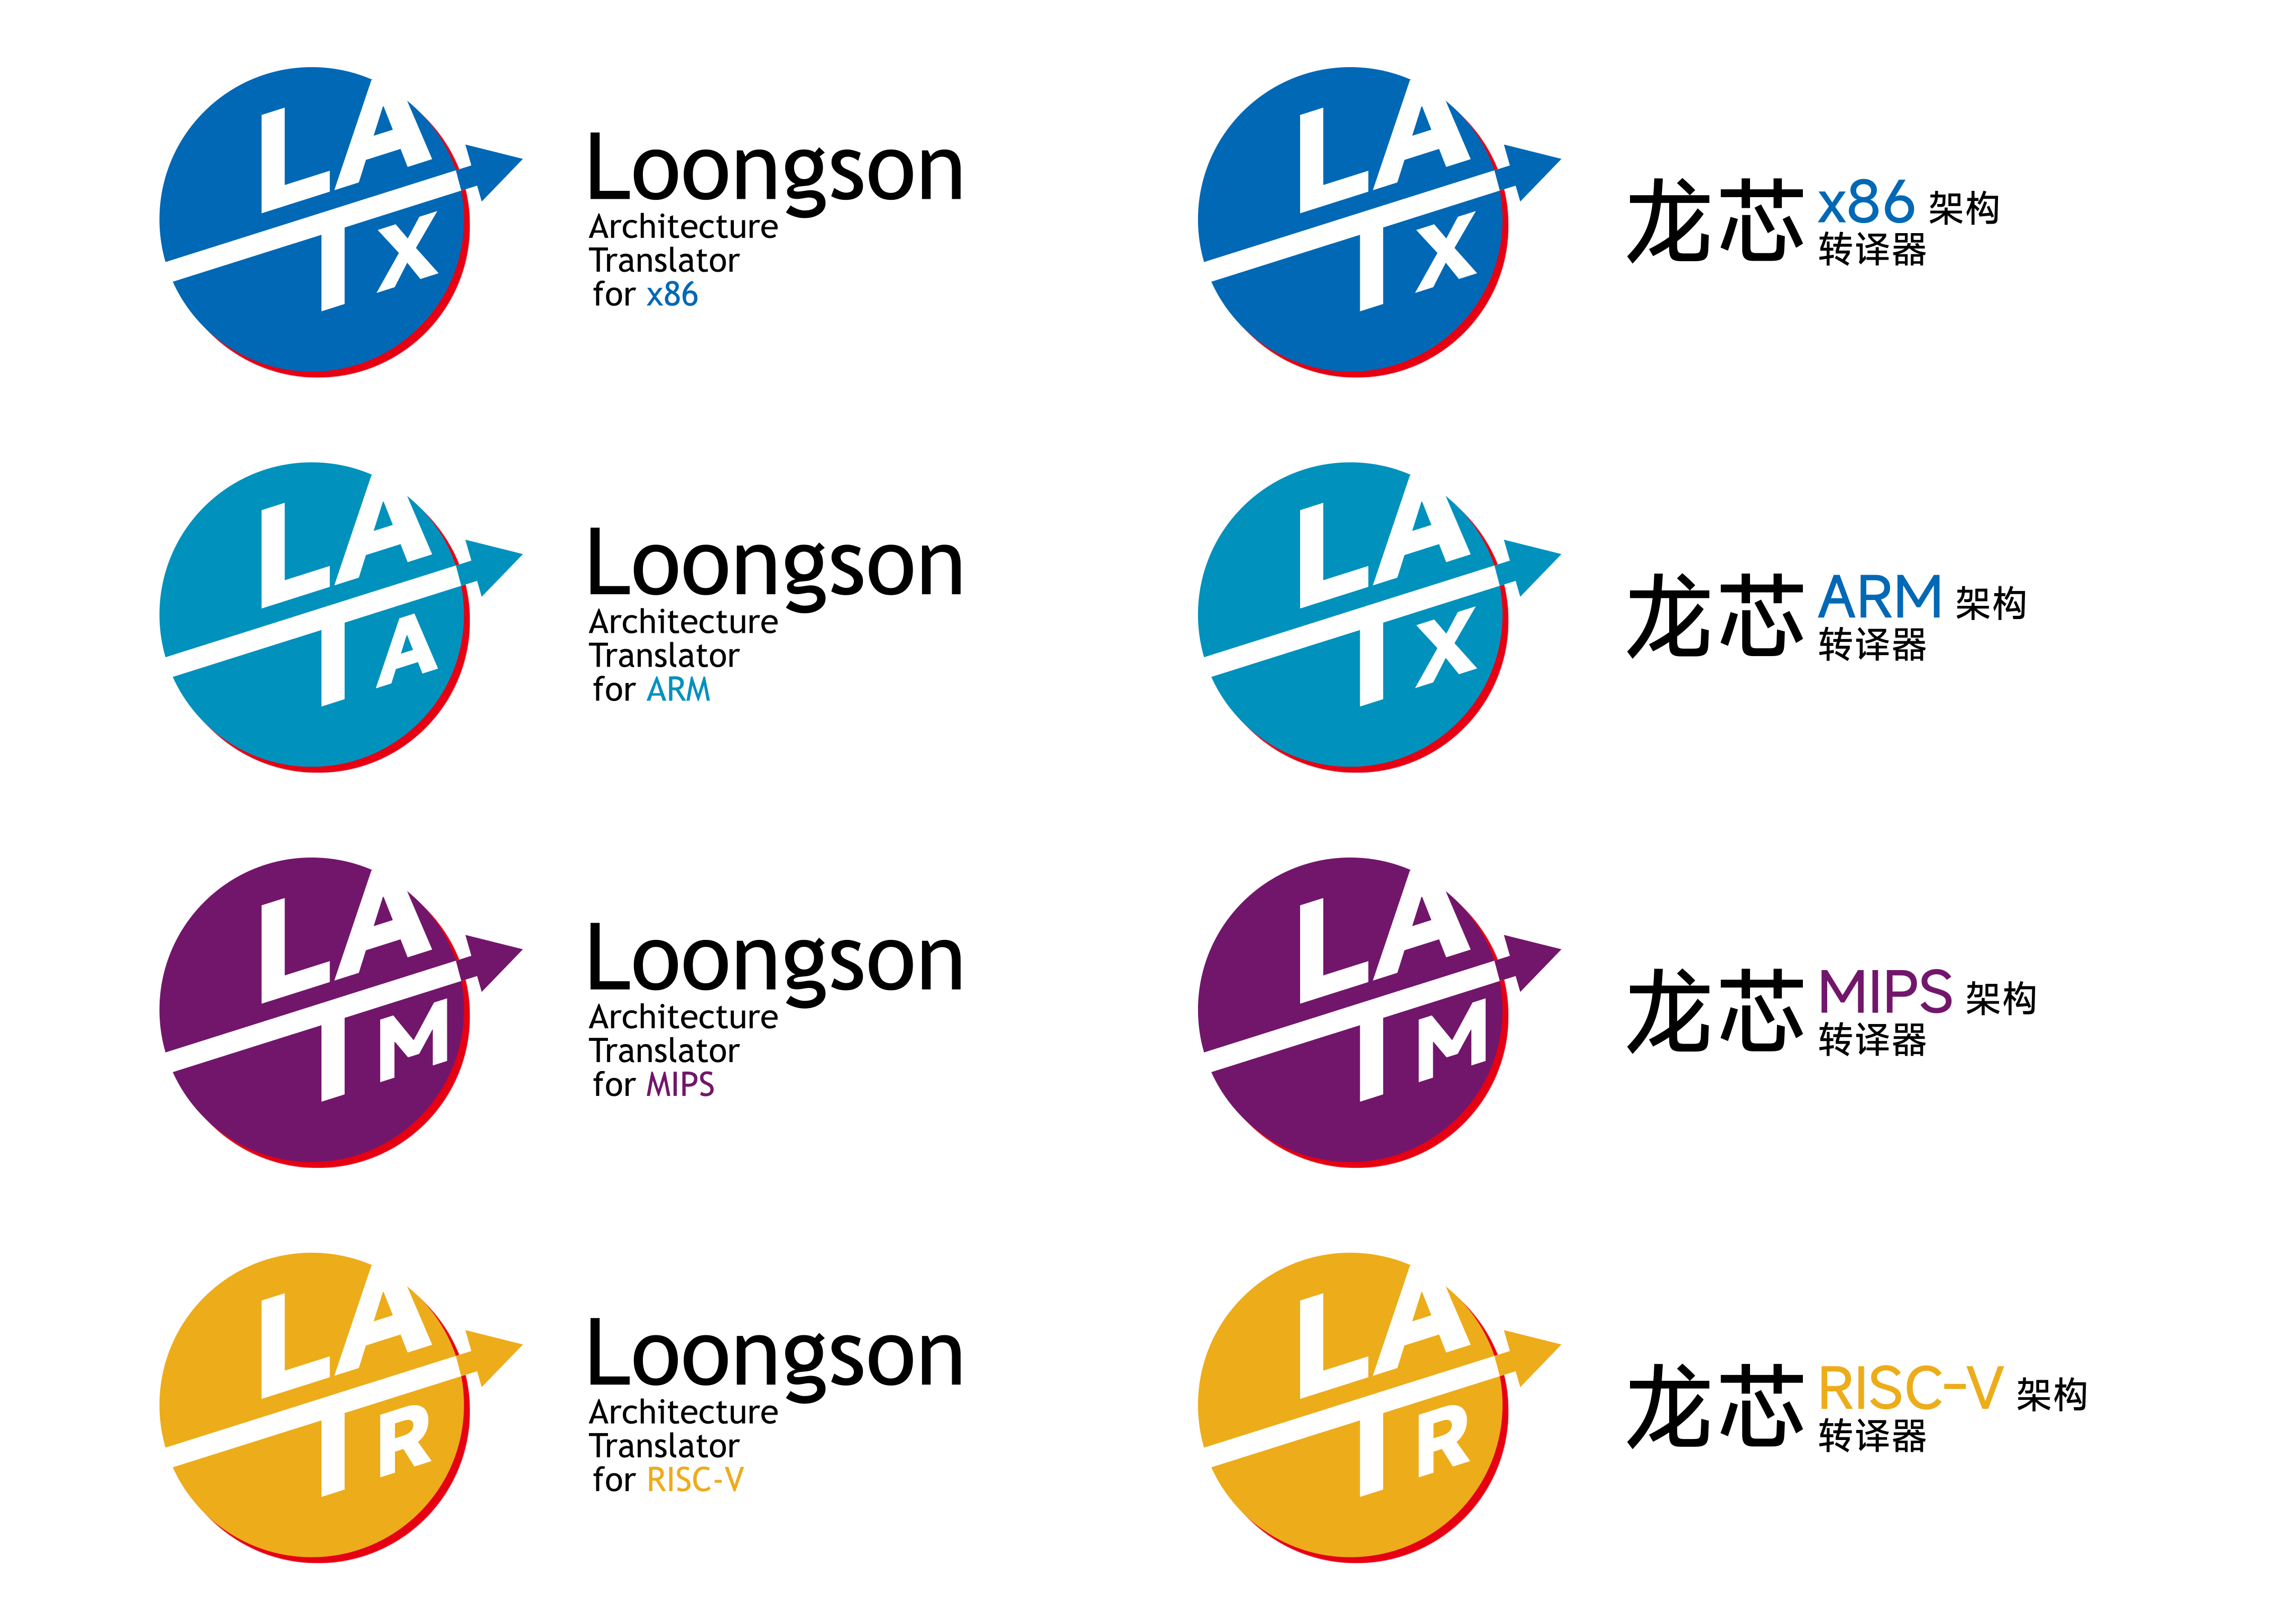 LA
TX
Loongson
Architecture
Translator
for x86
LA
TX
龙芯 x86 架构
转译器
LA
TA
Loongson
Architecture
Translator
for ARM
LA
TX
龙芯 ARM 架构
转译器
LA
TM
Loongson
Architecture
Translator
for MIPS
LA
TM
龙芯 MIPS 架构
转译器
LA
TR
Loongson
Architecture
Translator
for RISC-V
LA
TR
龙芯 RISC-V 架构
转译器